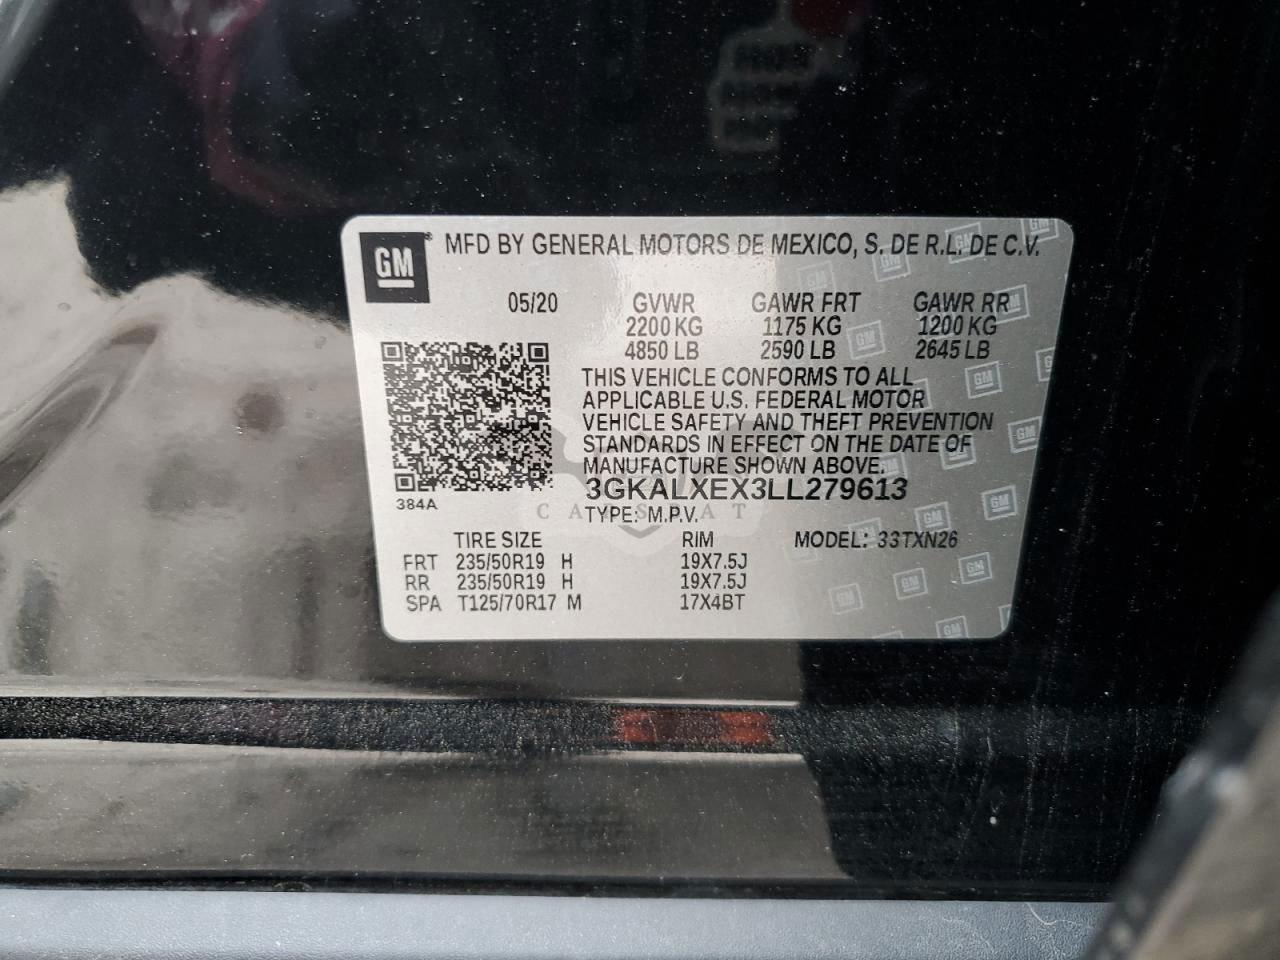 GM
MFD BY GENERAL MOTORS DE MEXICO, S. DE R.L. DE C.V.
05/20 GVWR GAWR FRT GAWR RR
2200 KG 1175 KG 1200 KG
4850 LB 2590 LB 2645 LB
THIS VEHICLE CONFORMS TO ALL
APPLICABLE U.S. FEDERAL MOTOR
VEHICLE SAFETY AND THEFT PREVENTION
STANDARDS IN EFFECT ON THE DATE OF
MANUFACTURE SHOWN ABOVE.
3GKALXEX3LL279613
384A
TYPE: M.P.V.
TIRE SIZE RIM MODEL: 33TXN26
FRT 235/50R19 H 19X7.5J
RR 235/50R19 H 19X7.5J
SPA T125/70R17 M 17X4BT